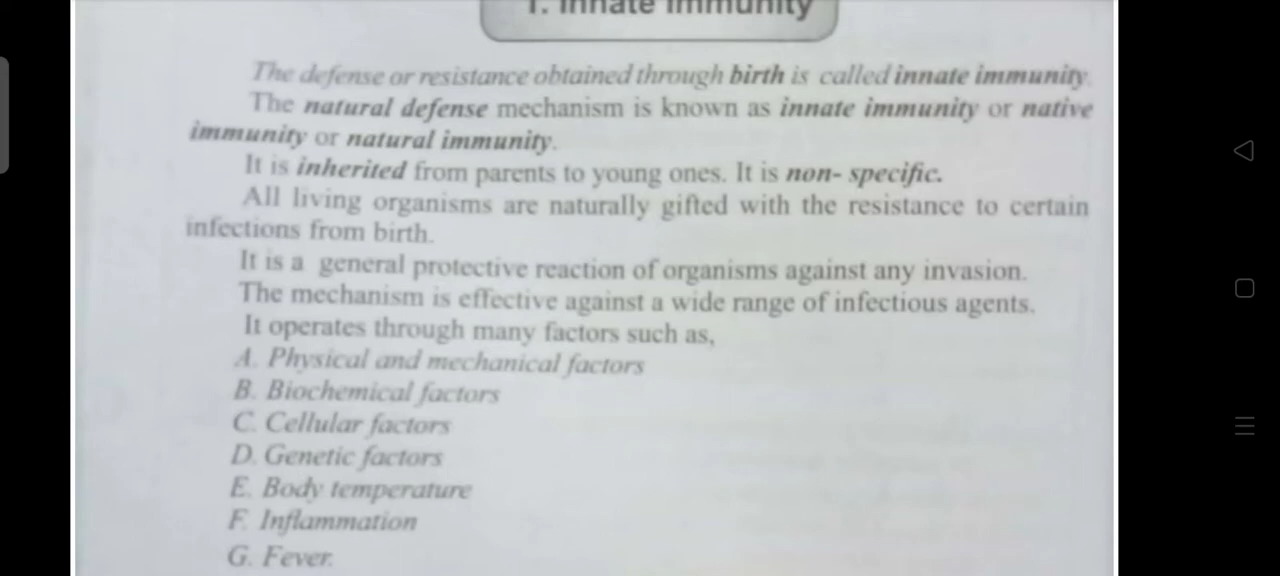 1. Innate Immunity
The defense or resistance obtained through birth is called innate immunity.
The natural defense mechanism is known as innate immunity or native
immunity or natural immunity.
It is inherited from parents to young ones. It is non- specific.
All living organisms are naturally gifted with the resistance to certain
infections from birth.
It is a general protective reaction of organisms against any invasion.
The mechanism is effective against a wide range of infectious agents.
It operates through many factors such as,
A. Physical and mechanical factors
B. Biochemical factors
C. Cellular factors
D. Genetic factors
E. Body temperature
F. Inflammation
G. Fever.